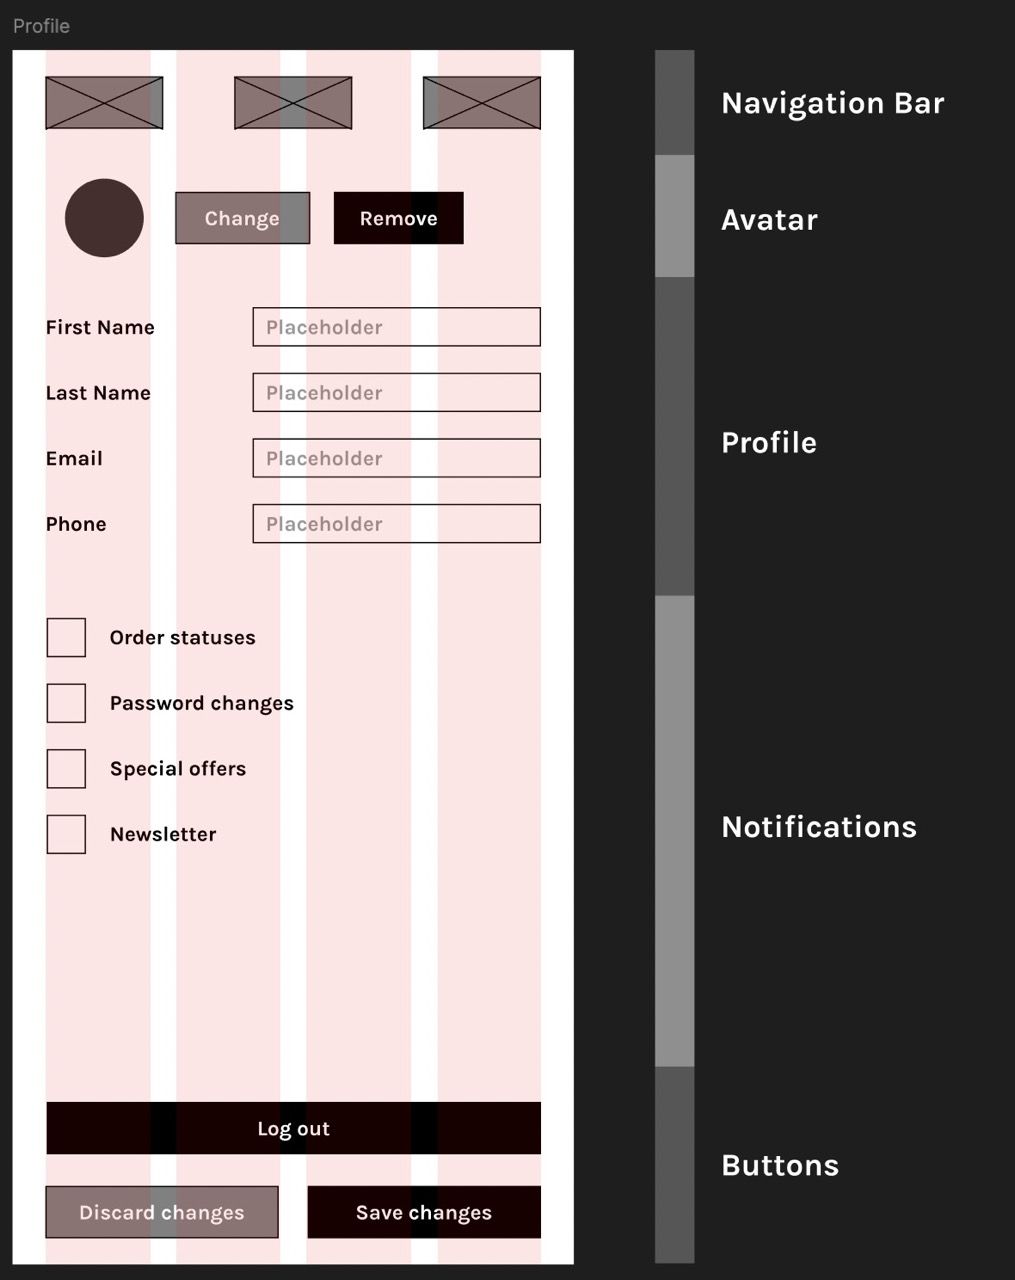 Profile
Navigation Bar
Change
Remove
Avatar
First Name
Placeholder
Last Name
Placeholder
Email
Placeholder
Phone
Placeholder
Profile
Order statuses
Password changes
Special offers
Newsletter
Notifications
Log out
Discard changes
Save changes
Buttons